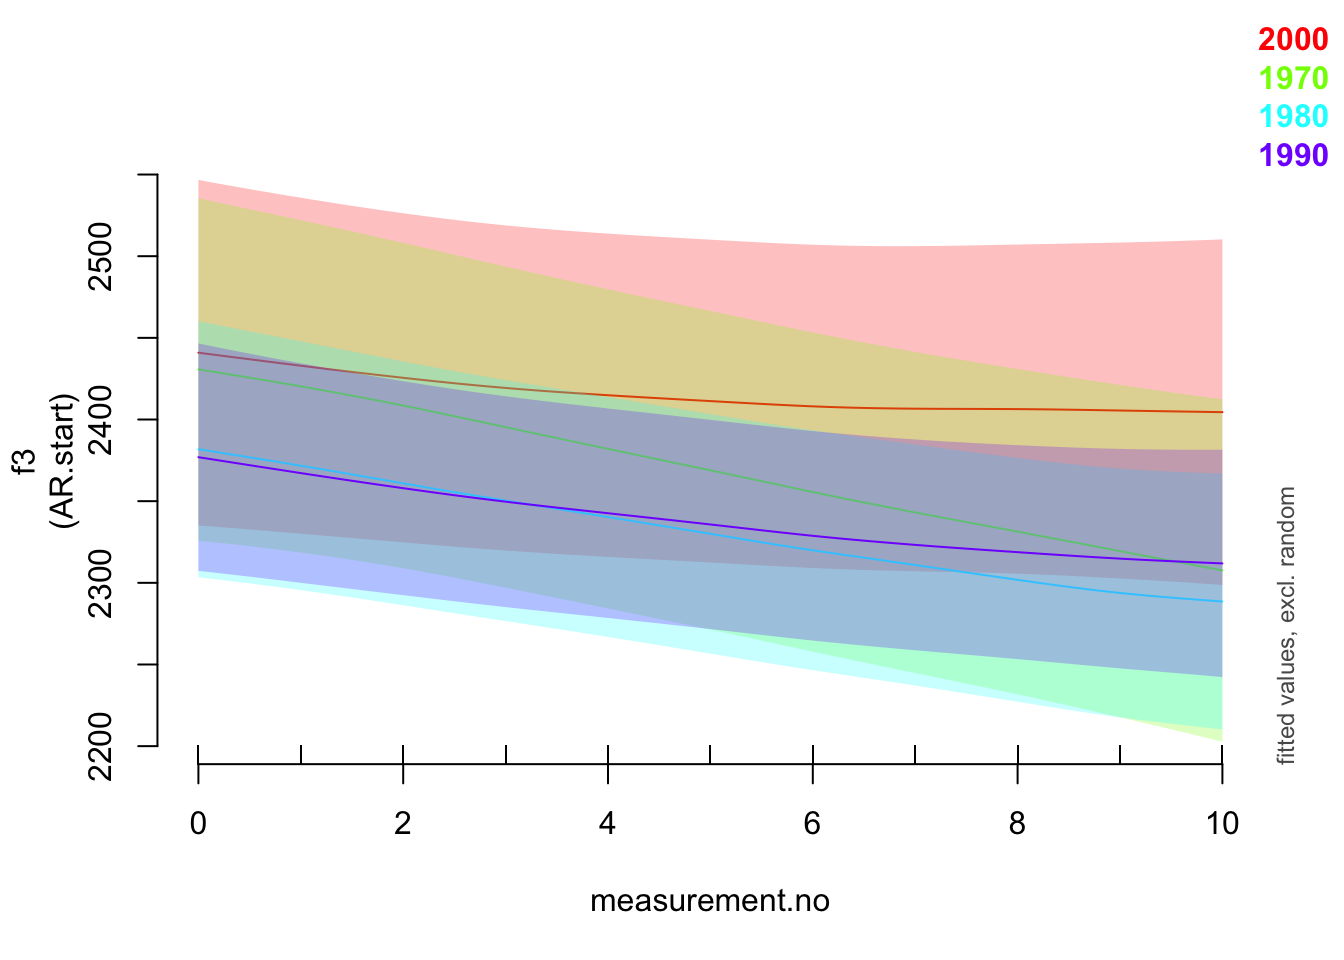 2000
1970
1980
1990
f3
(AR.start)
2500
2400
2300
2200
0 2 4 6 8 10
measurement.no
fitted values, excl. random